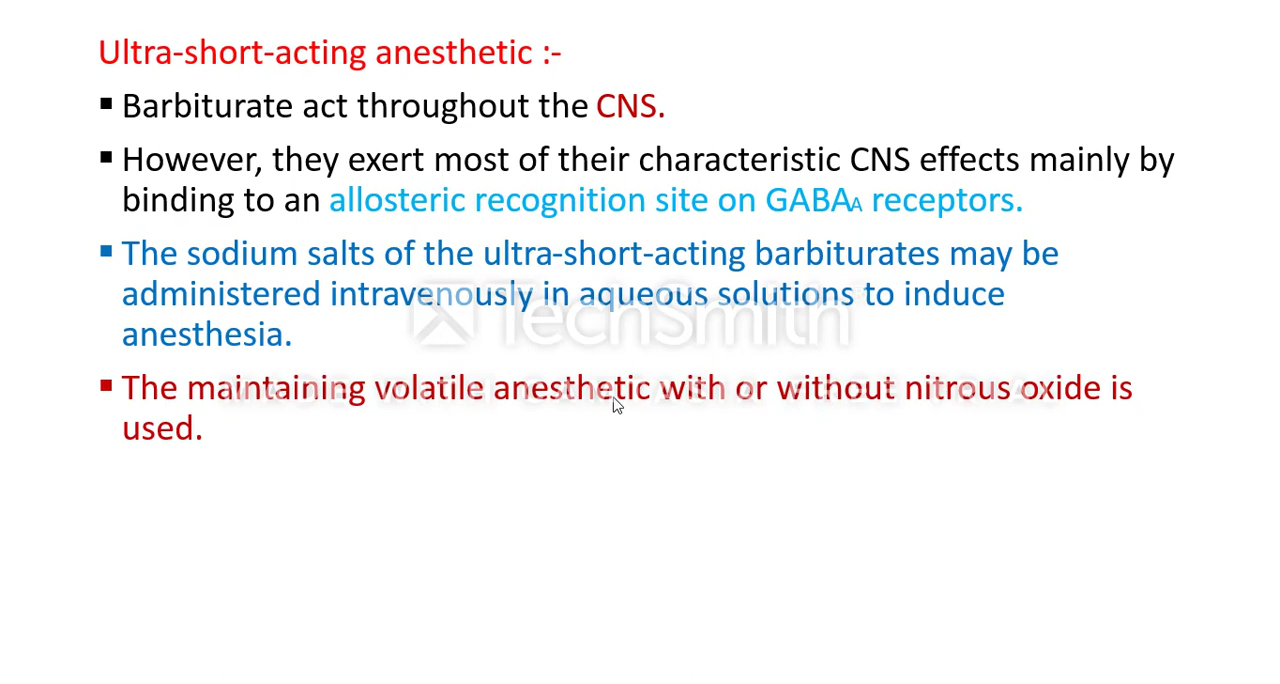 Ultra-short-acting anesthetic :-
▪ Barbiturate act throughout the CNS.
▪ However, they exert most of their characteristic CNS effects mainly by
binding to an allosteric recognition site on GABAA receptors.
▪ The sodium salts of the ultra-short-acting barbiturates may be
administered intravenously in aqueous solutions to induce
anesthesia.
TechSmith
▪ The maintaining volatile anesthetic with or without nitrous oxide is
used.